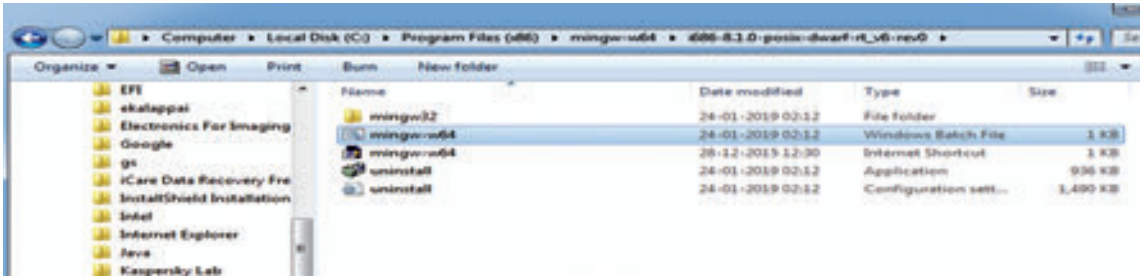 Computer Local Disk (C:) Program Files (x86) mingw-w64 i686-8.1.0-posix-dwarf-rt_v6-rev0
Organize Open Print Burn New folder
EFI
ekalappai
Electronics For Imaging
Google
gs
iCare Data Recovery Fre
InstallShield Installation
Intel
Internet Explorer
Java
Kaspersky Lab
Name Date modified Type Size
mingw32 24-01-2019 02:12 File folder
mingw-w64 24-01-2019 02:12 Windows Batch File 1 KB
mingw-w64 28-12-2015 12:30 Internet Shortcut 1 KB
uninstall 24-01-2019 02:12 Application 936 KB
uninstall 24-01-2019 02:12 Configuration sett... 1,490 KB